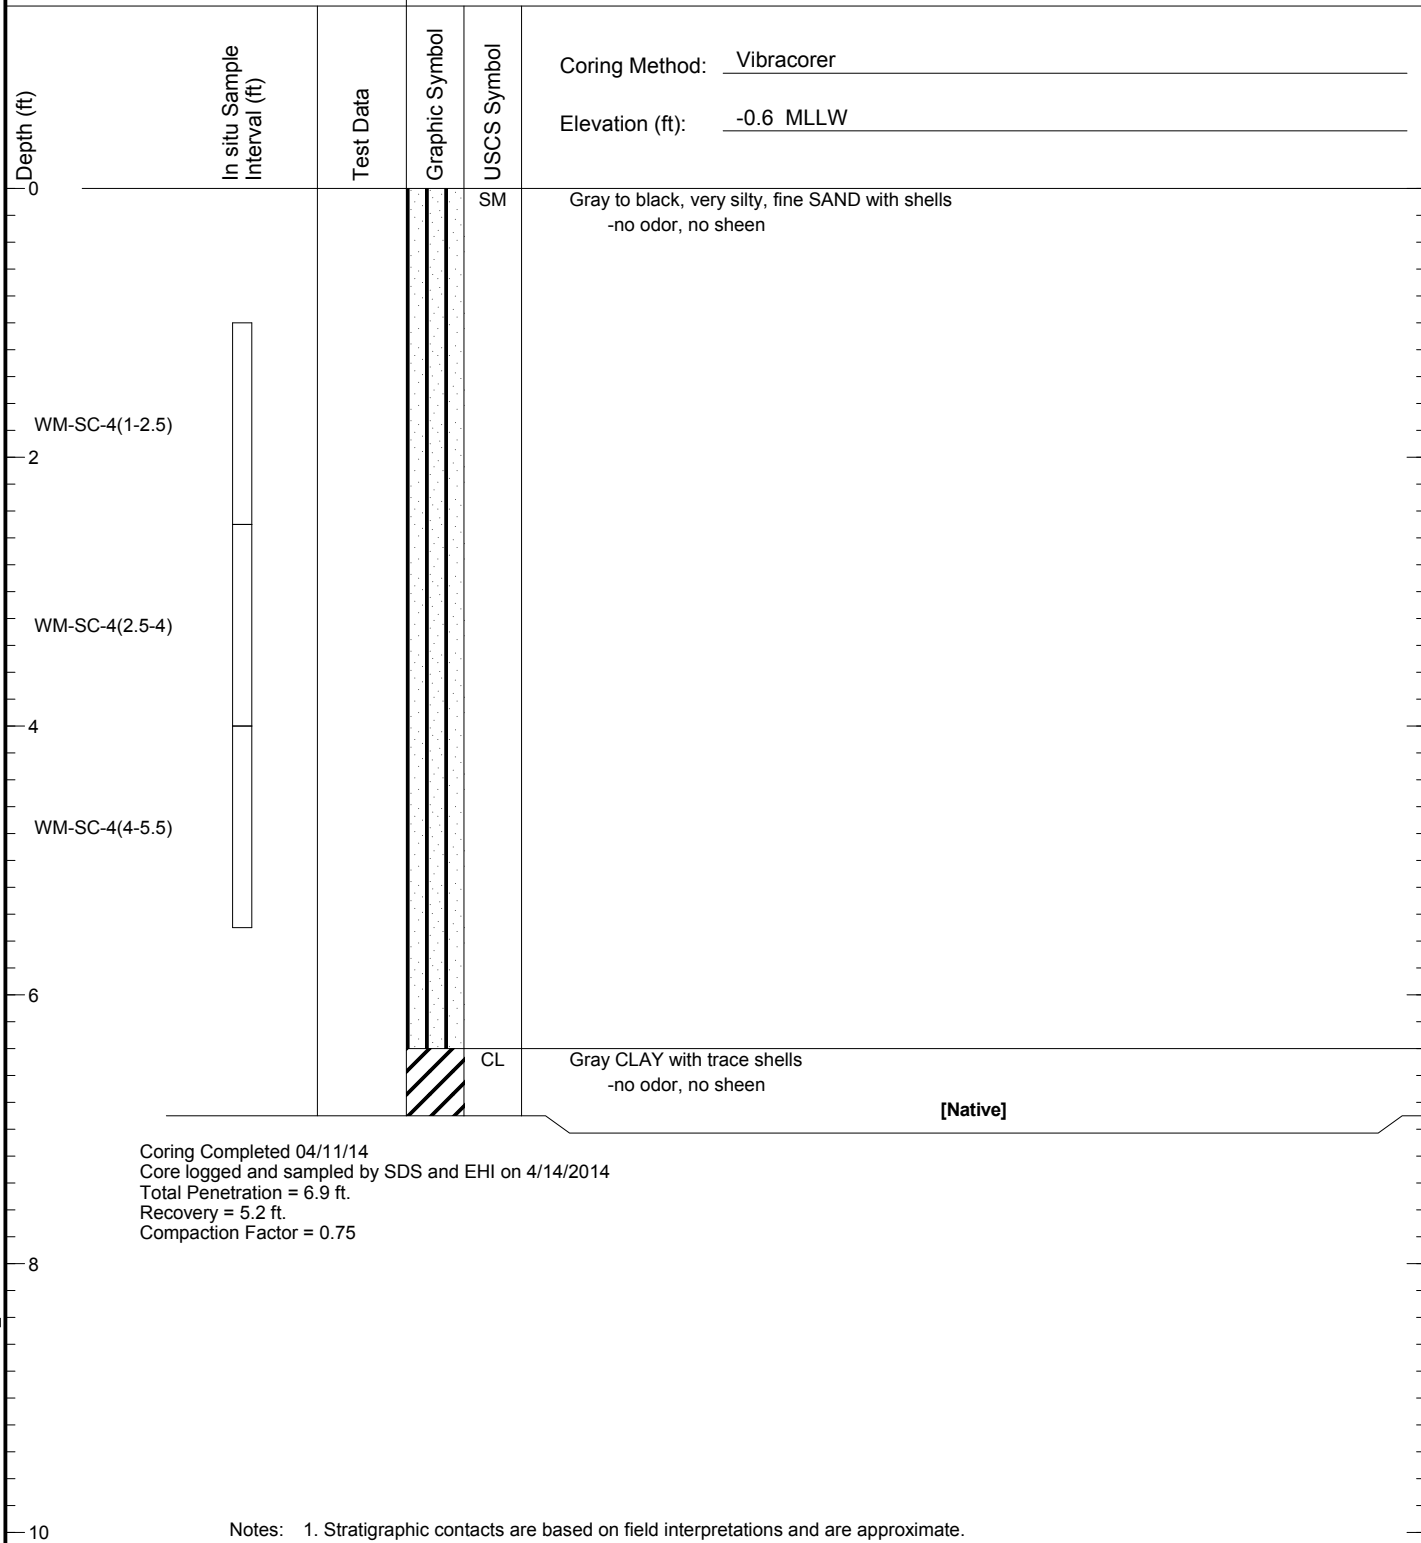 Depth (ft)
In situ Sample
Interval (ft)
Test Data
Graphic Symbol
USCS Symbol
Coring Method: Vibracorer
Elevation (ft): -0.6 MLLW
0
SM
Gray to black, very silty, fine SAND with shells
-no odor, no sheen
WM-SC-4(1-2.5)
2
WM-SC-4(2.5-4)
4
WM-SC-4(4-5.5)
6
CL
Gray CLAY with trace shells
-no odor, no sheen
[Native]
Coring Completed 04/11/14
Core logged and sampled by SDS and EHI on 4/14/2014
Total Penetration = 6.9 ft.
Recovery = 5.2 ft.
Compaction Factor = 0.75
8
10
Notes: 1. Stratigraphic contacts are based on field interpretations and are approximate.